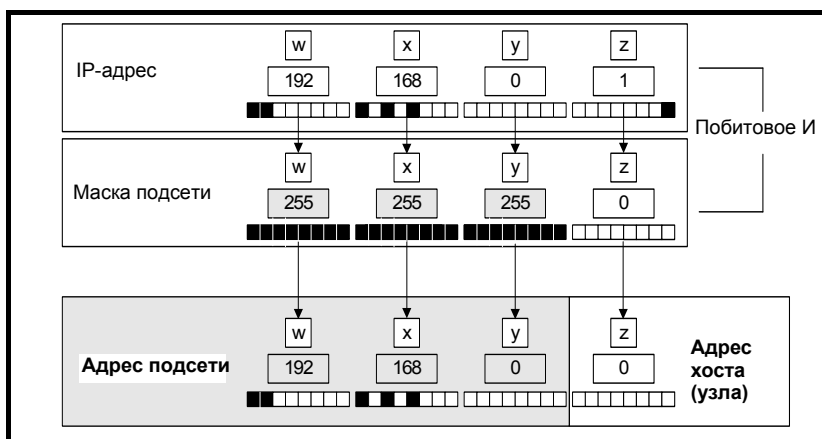 w x y z
IP-адрес
192 168 0 1
Побитовое И
w x y z
Маска подсети
255 255 255 0
w x y z
Адрес подсети
192 168 0 0
Адрес
хоста
(узла)